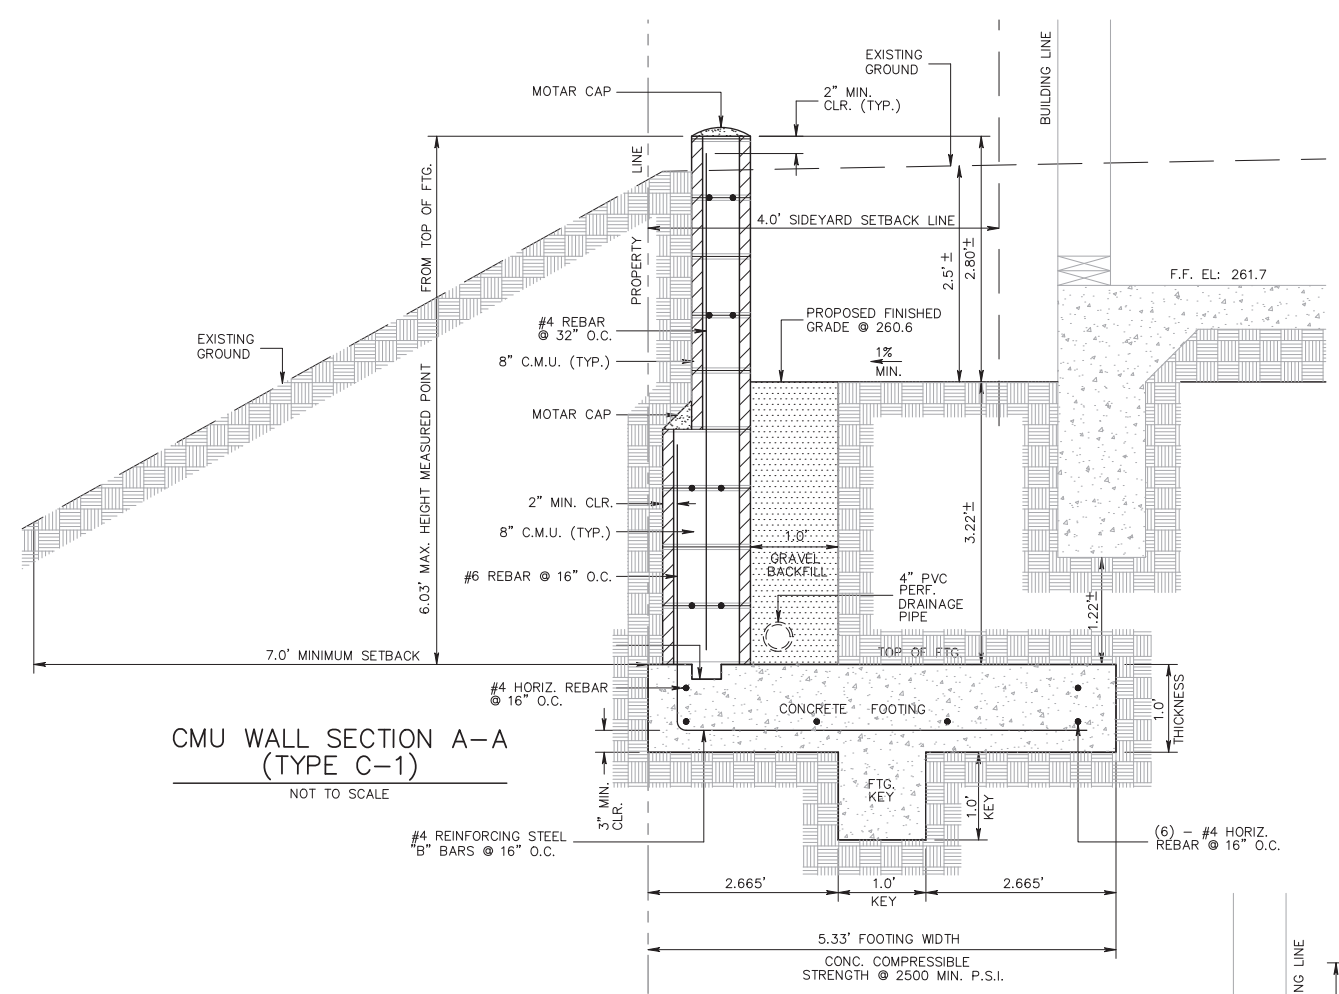 EXISTING
GROUND
BUILDING LINE
MOTAR CAP
2" MIN.
CLR. (TYP.)
PROPERTY LINE
6.03' MAX. HEIGHT MEASURED POINT FROM TOP OF FTG.
4.0' SIDEYARD SETBACK LINE
2.5'±
2.80'±
F.F. EL: 261.7
#4 REBAR
@ 32" O.C.
PROPOSED FINISHED
GRADE @ 260.6
EXISTING
GROUND
8" C.M.U. (TYP.)
1%
MIN.
MOTAR CAP
2" MIN. CLR.
8" C.M.U. (TYP.)
3.22'±
1.0'
GRAVEL
BACKFILL
#6 REBAR @ 16" O.C.
4" PVC
PERF.
DRAINAGE
PIPE
1.22'±
7.0' MINIMUM SETBACK
TOP OF FTG.
#4 HORIZ. REBAR
@ 16" O.C.
CONCRETE FOOTING
1.0'
THICKNESS
CMU WALL SECTION A-A
(TYPE C-1)
NOT TO SCALE
3" MIN.
CLR.
FTG.
KEY
1.0'
KEY
#4 REINFORCING STEEL
"B" BARS @ 16" O.C.
(6) - #4 HORIZ.
REBAR @ 16" O.C.
2.665'
1.0'
KEY
2.665'
5.33' FOOTING WIDTH
CONC. COMPRESSIBLE
STRENGTH @ 2500 MIN. P.S.I.
NG LINE